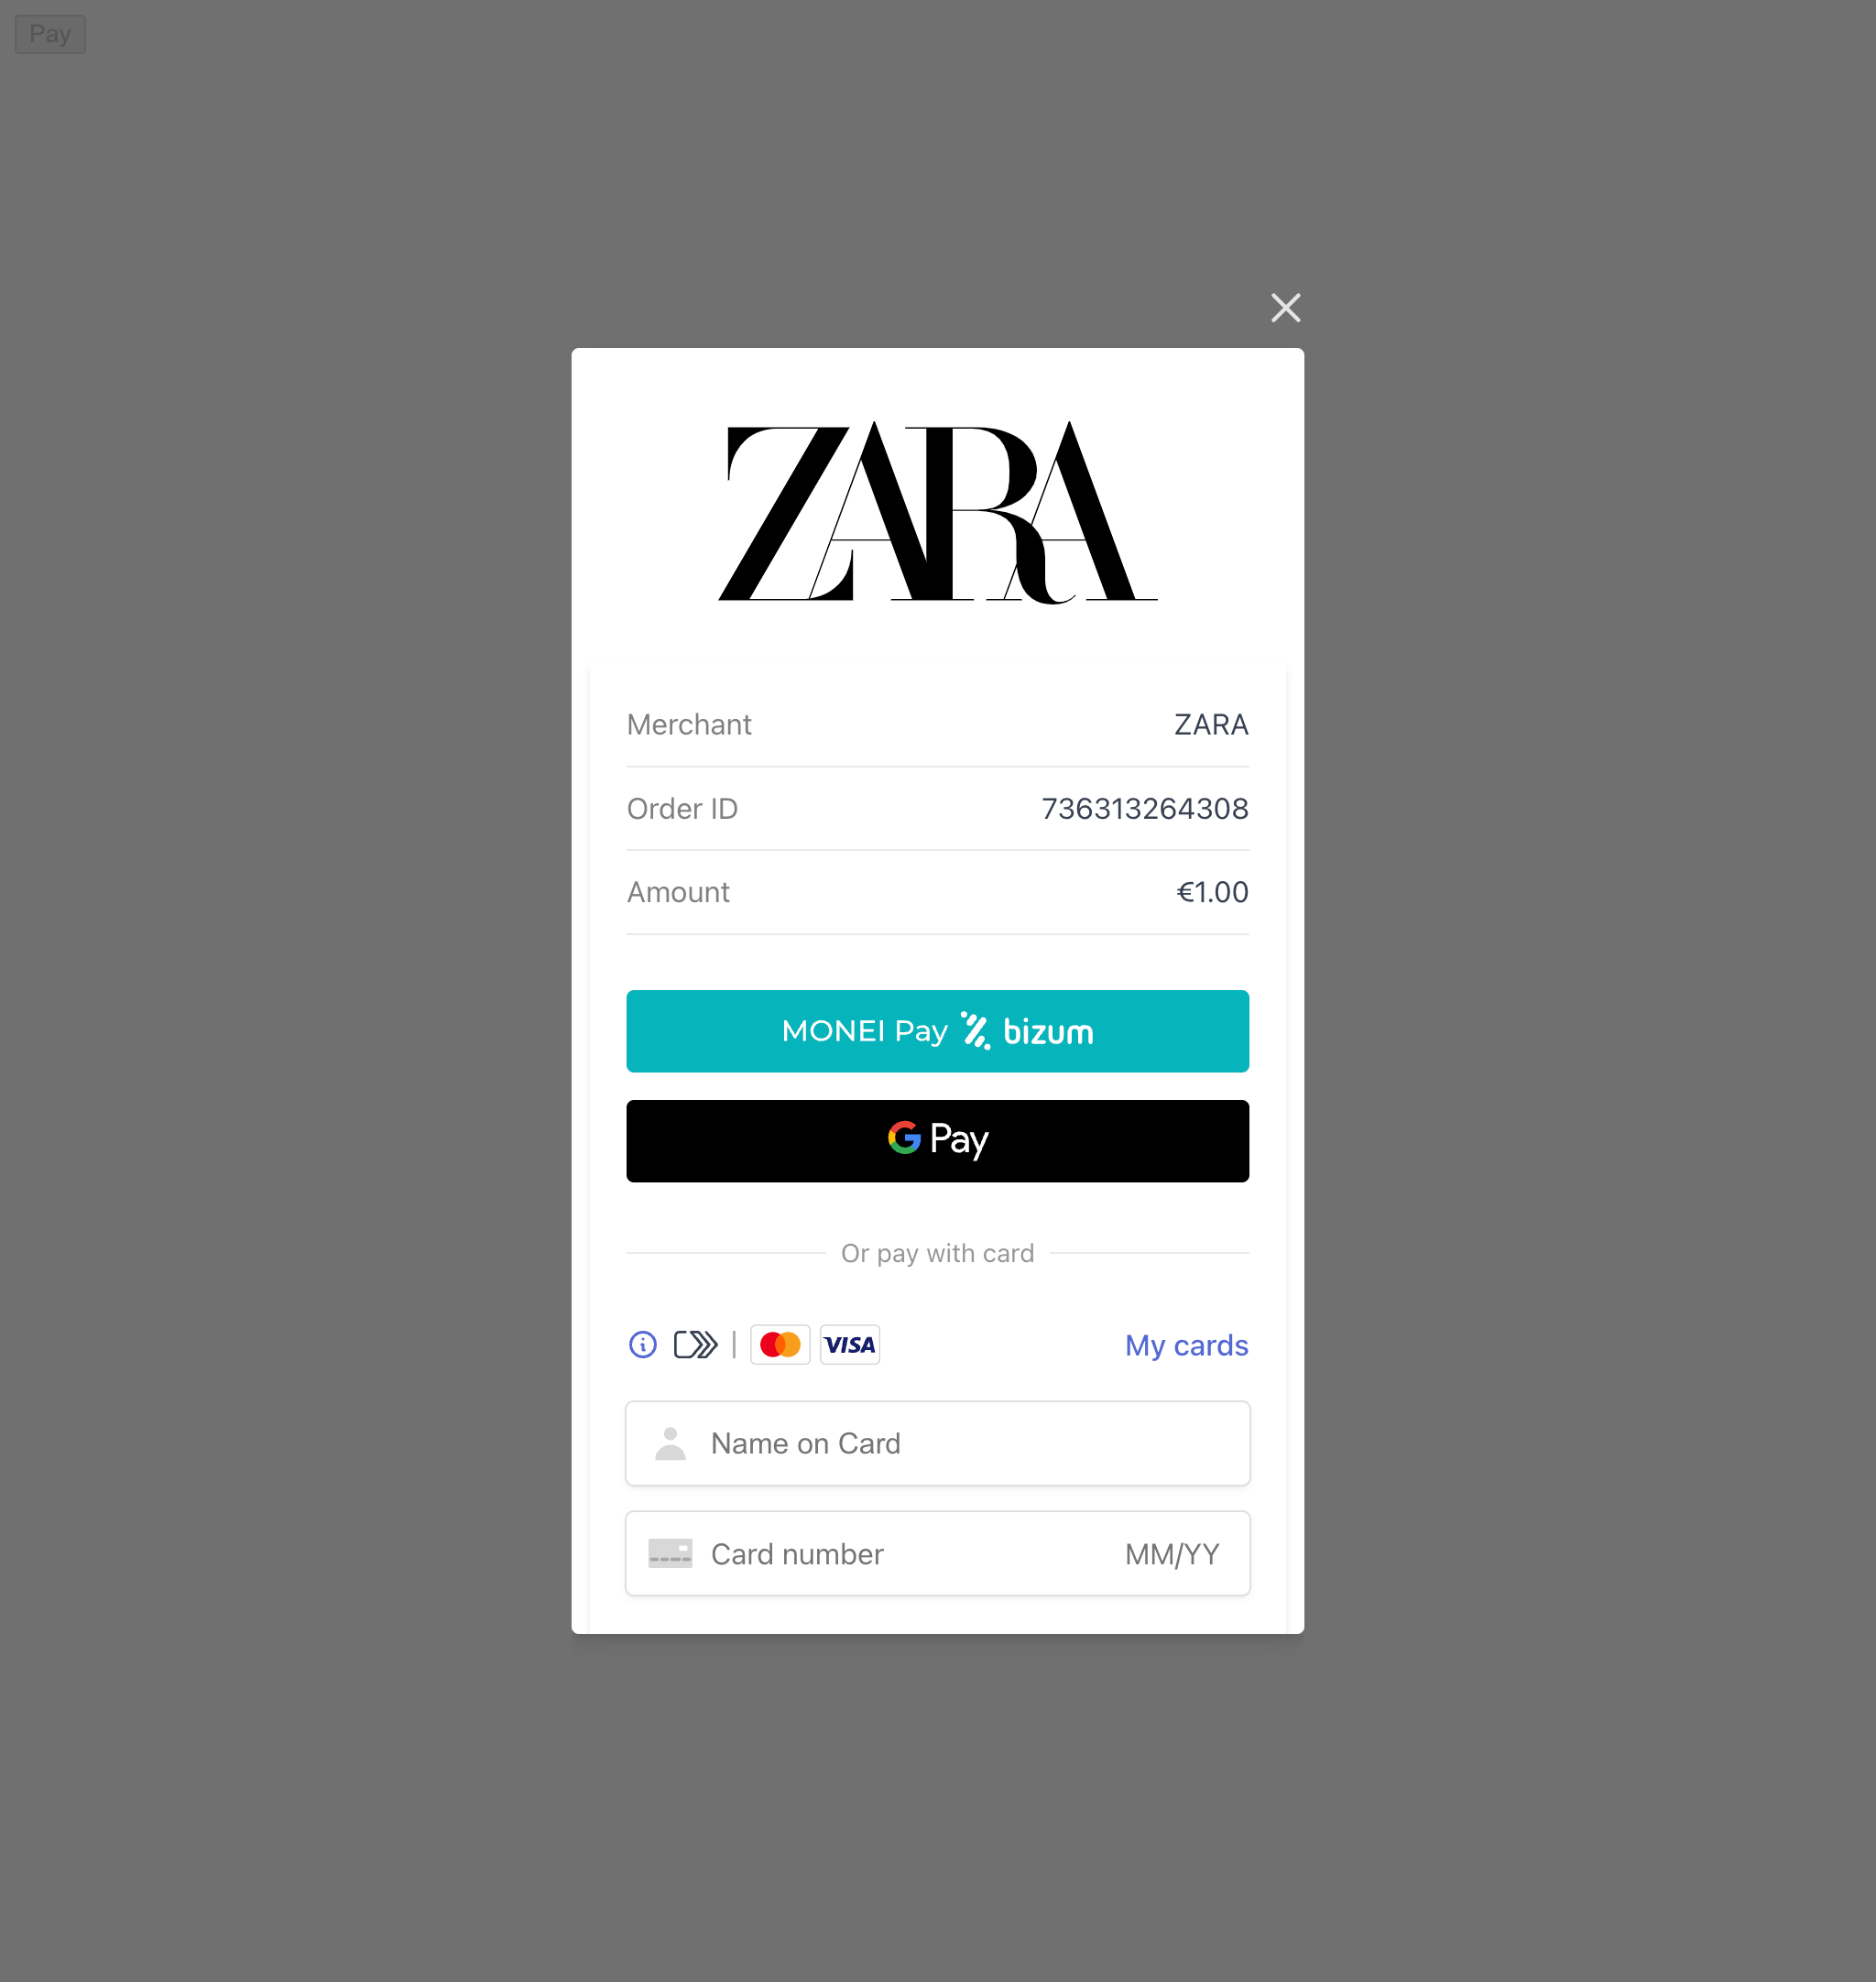 Pay
ZARA
Merchant ZARA
Order ID 736313264308
Amount €1.00
MONEI Pay bizum
G Pay
Or pay with card
VISA My cards
Name on Card
Card number MM/YY